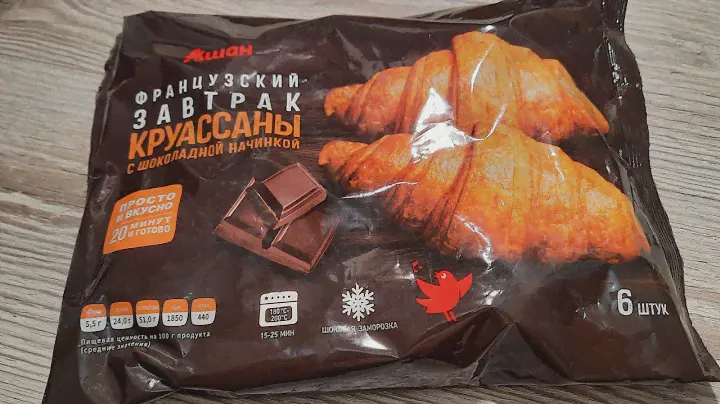 Ашан
ФРАНЦУЗСКИЙ
ЗАВТРАК
КРУАССАНЫ
С ШОКОЛАДНОЙ НАЧИНКОЙ
ПРОСТО
И ВКУСНО
20 МИНУТ
И ГОТОВО
5,5г 24,0г 51,0г 1850 440
Пищевая ценность на 100 г продукта
(средние значения)
180°C-
200°C
15-25 МИН
ШОКОВАЯ ЗАМОРОЗКА
6 ШТУК